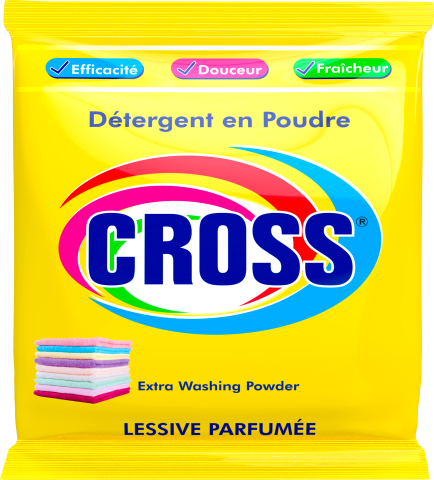 Efficacité Douceur Fraîcheur
Détergent en Poudre
CROSS®
Extra Washing Powder
LESSIVE PARFUMÉE